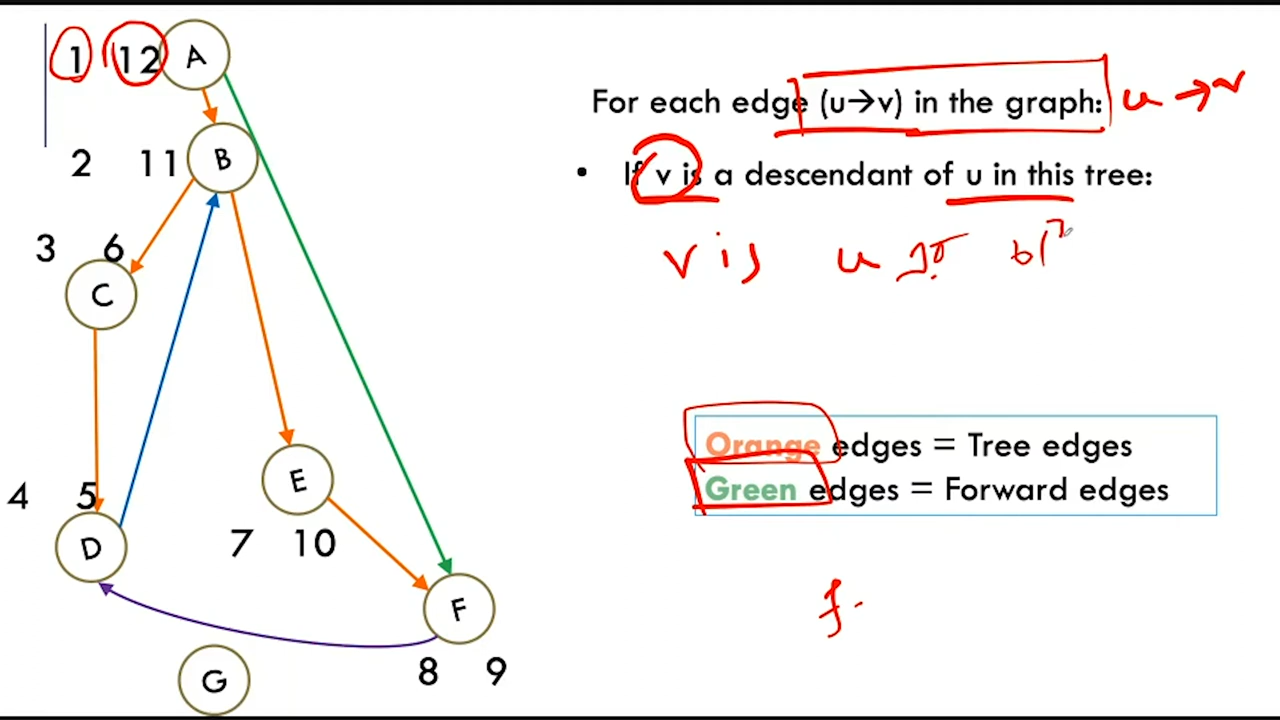 1 12 A
For each edge (u→v) in the graph: u → v
2 11 B
• If v is a descendant of u in this tree:
3 6
v is u
C
Orange edges = Tree edges
4 5
E
Green edges = Forward edges
D
7 10
F
f
8 9
G